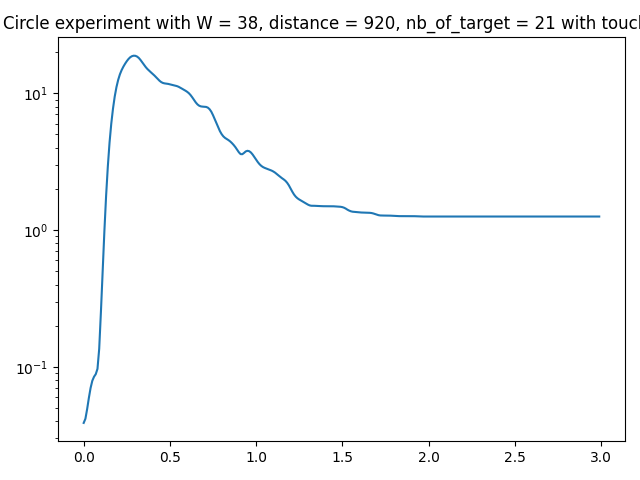 Circle experiment with W = 38, distance = 920, nb_of_target = 21 with touc
10¹
10⁰
10⁻¹
0.0 0.5 1.0 1.5 2.0 2.5 3.0